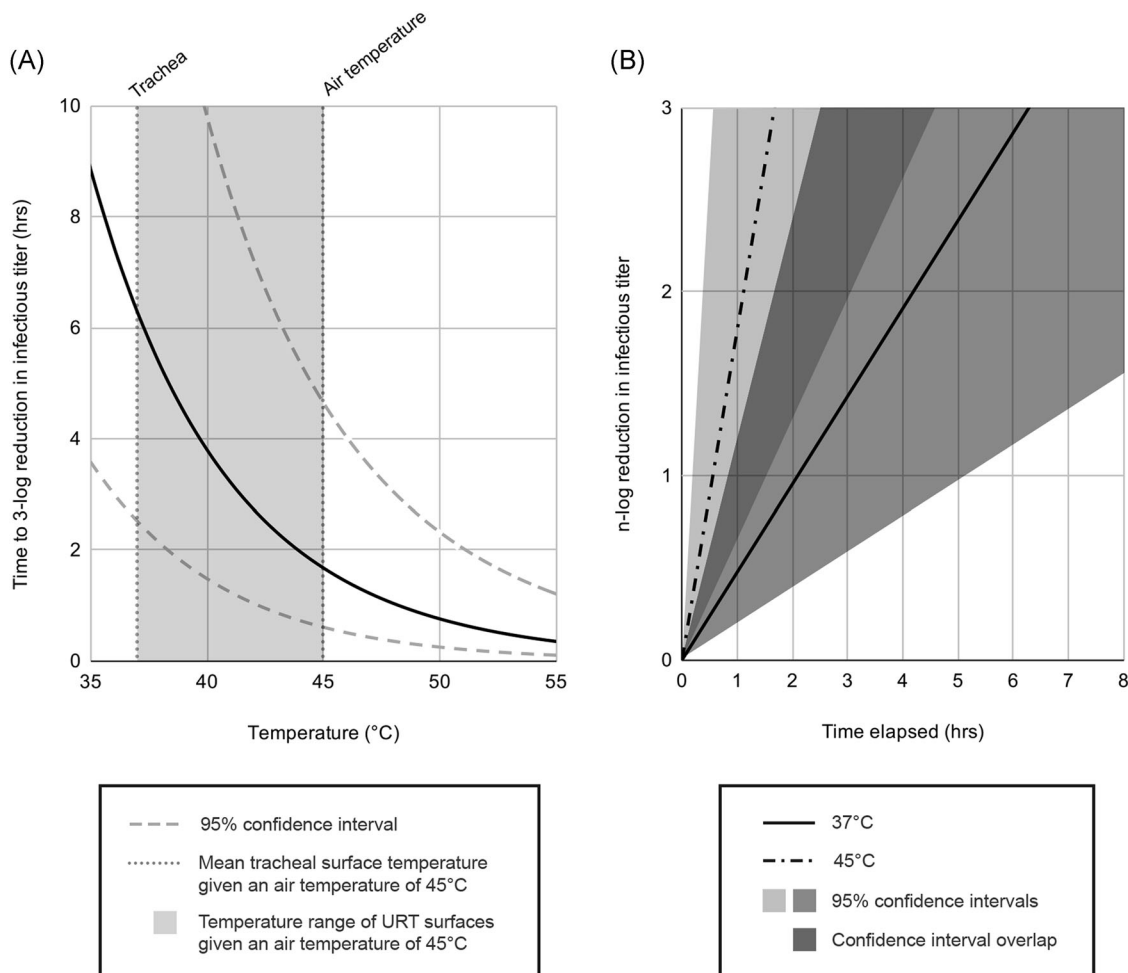 (A)
Trachea
Air temperature
10
8
6
4
2
0
35
40
45
50
55
Time to 3-log reduction in infectious titer (hrs)
Temperature (°C)
95% confidence interval
Mean tracheal surface temperature
given an air temperature of 45°C
Temperature range of URT surfaces
given an air temperature of 45°C
(B)
3
2
1
0
0
1
2
3
4
5
6
7
8
n-log reduction in infectious titer
Time elapsed (hrs)
37°C
45°C
95% confidence intervals
Confidence interval overlap